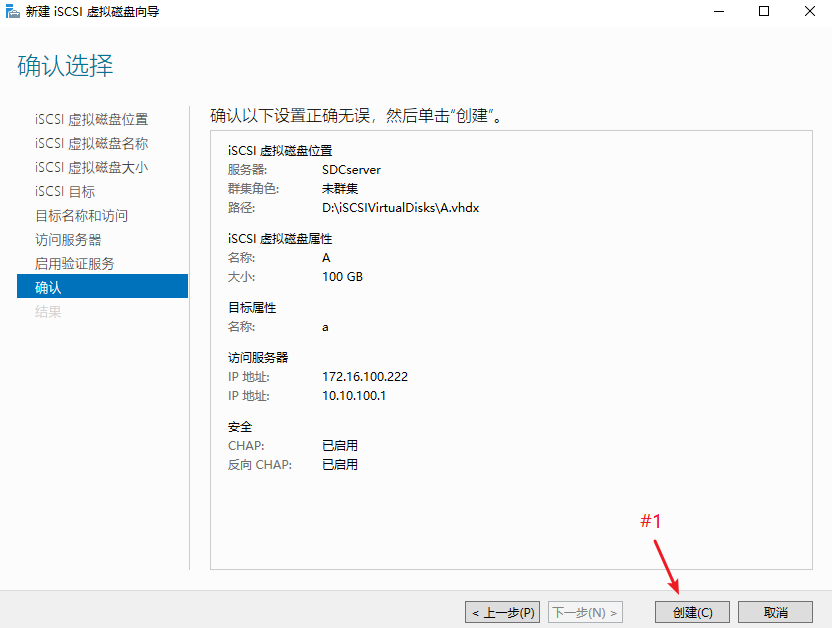 新建 iSCSI 虚拟磁盘向导
确认选择
iSCSI 虚拟磁盘位置
iSCSI 虚拟磁盘名称
iSCSI 虚拟磁盘大小
iSCSI 目标
目标名称和访问
访问服务器
启用验证服务
确认
结果
确认以下设置正确无误，然后单击“创建”。
iSCSI 虚拟磁盘位置
服务器: SDCserver
群集角色: 未群集
路径: D:\iSCSIVirtualDisks\A.vhdx
iSCSI 虚拟磁盘属性
名称: A
大小: 100 GB
目标属性
名称: a
访问服务器
IP 地址: 172.16.100.222
IP 地址: 10.10.100.1
安全
CHAP: 已启用
反向 CHAP: 已启用
#1
< 上一步(P) 下一步(N) > 创建(C) 取消